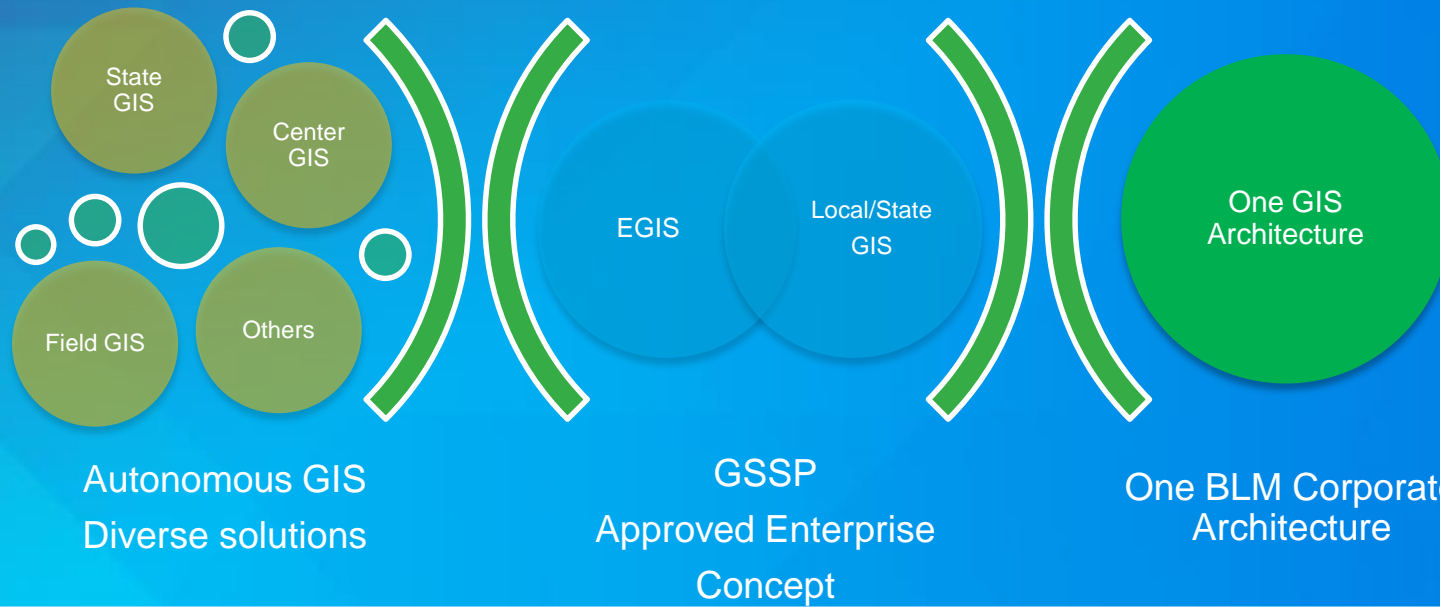 State
GIS
Center
GIS
Field GIS
Others
Autonomous GIS
Diverse solutions
EGIS
Local/State
GIS
GSSP
Approved Enterprise
Concept
One GIS
Architecture
One BLM Corporate
Architecture